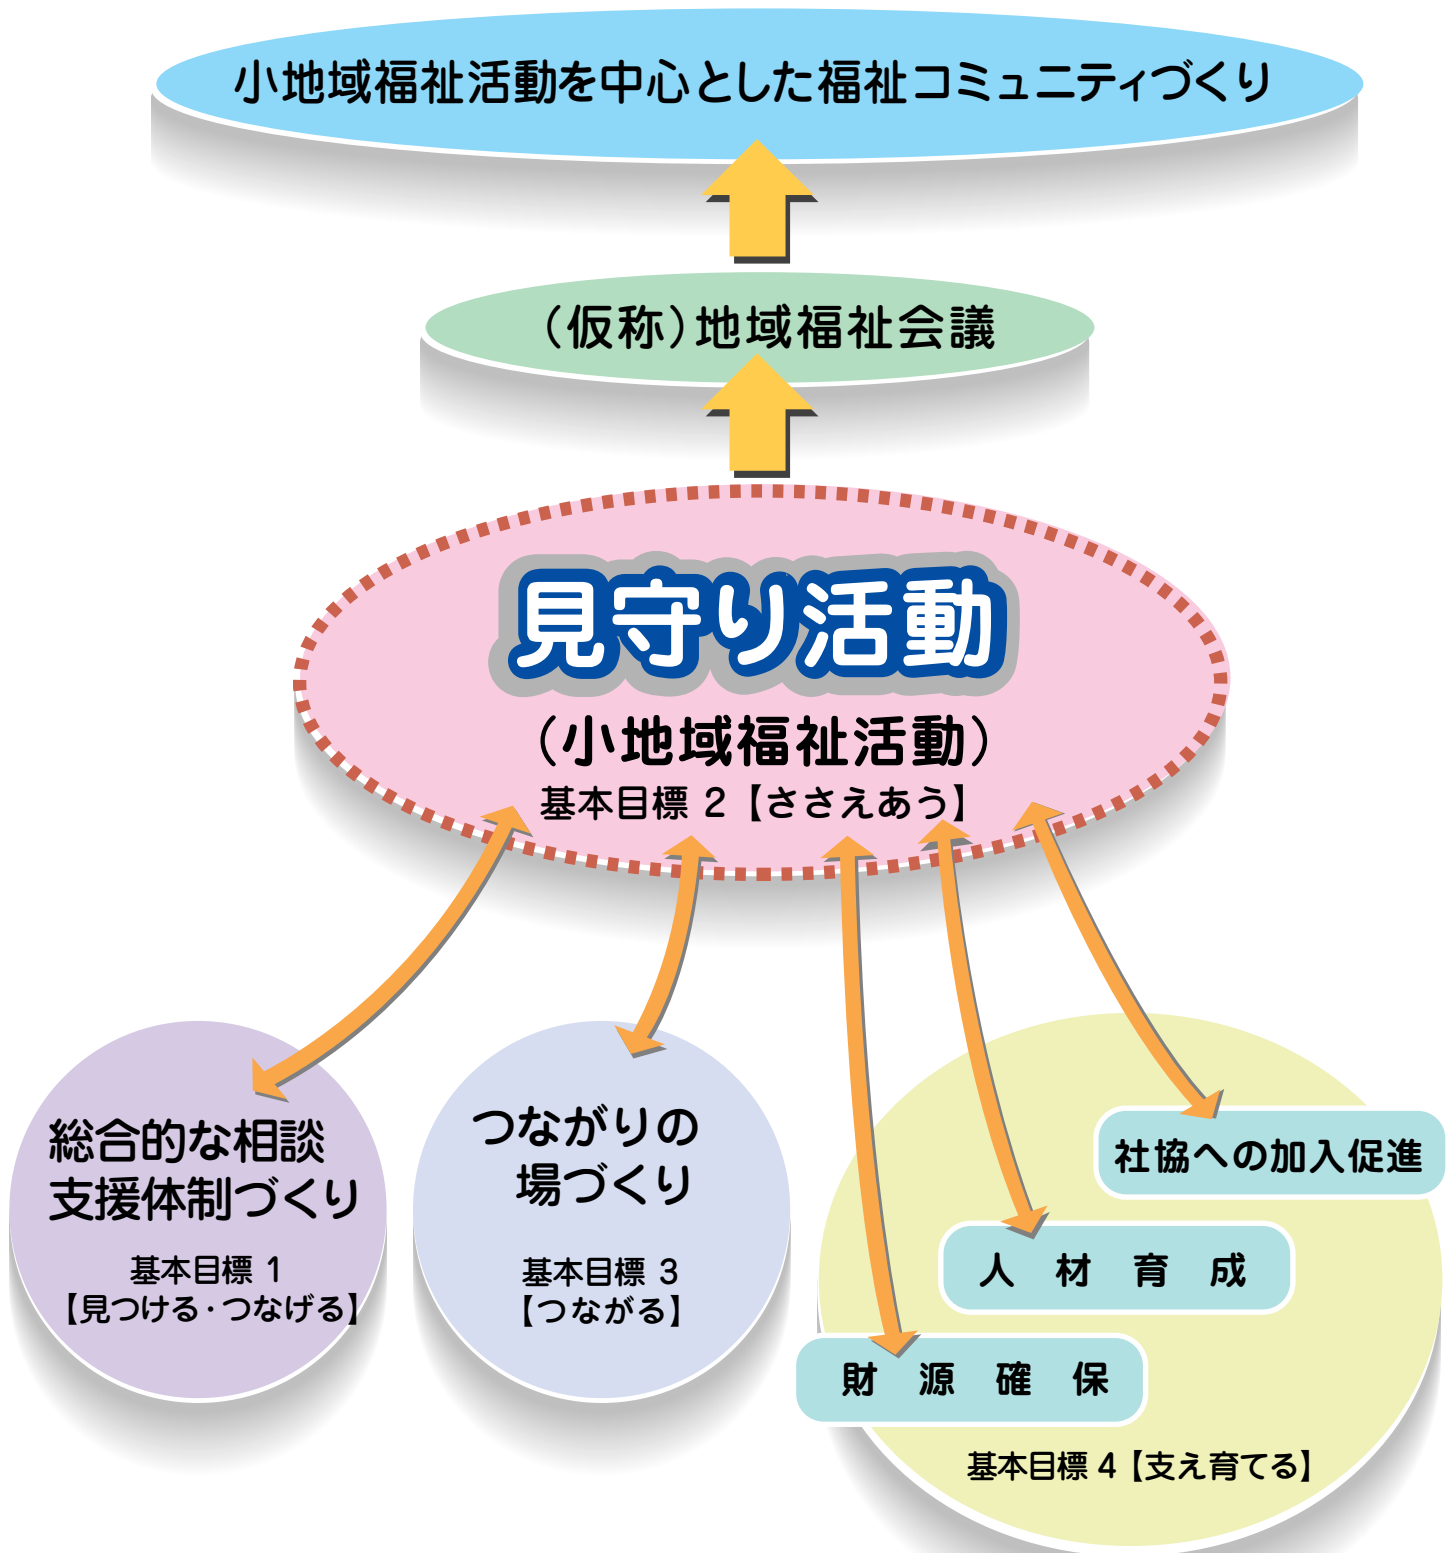 小地域福祉活動を中心とした福祉コミュニティづくり
（仮称）地域福祉会議
見守り活動
（小地域福祉活動）
基本目標 2【ささえあう】
総合的な相談
支援体制づくり
基本目標 1
【見つける・つなげる】
つながりの
場づくり
基本目標 3
【つながる】
社協への加入促進
人 材 育 成
財 源 確 保
基本目標 4【支え育てる】